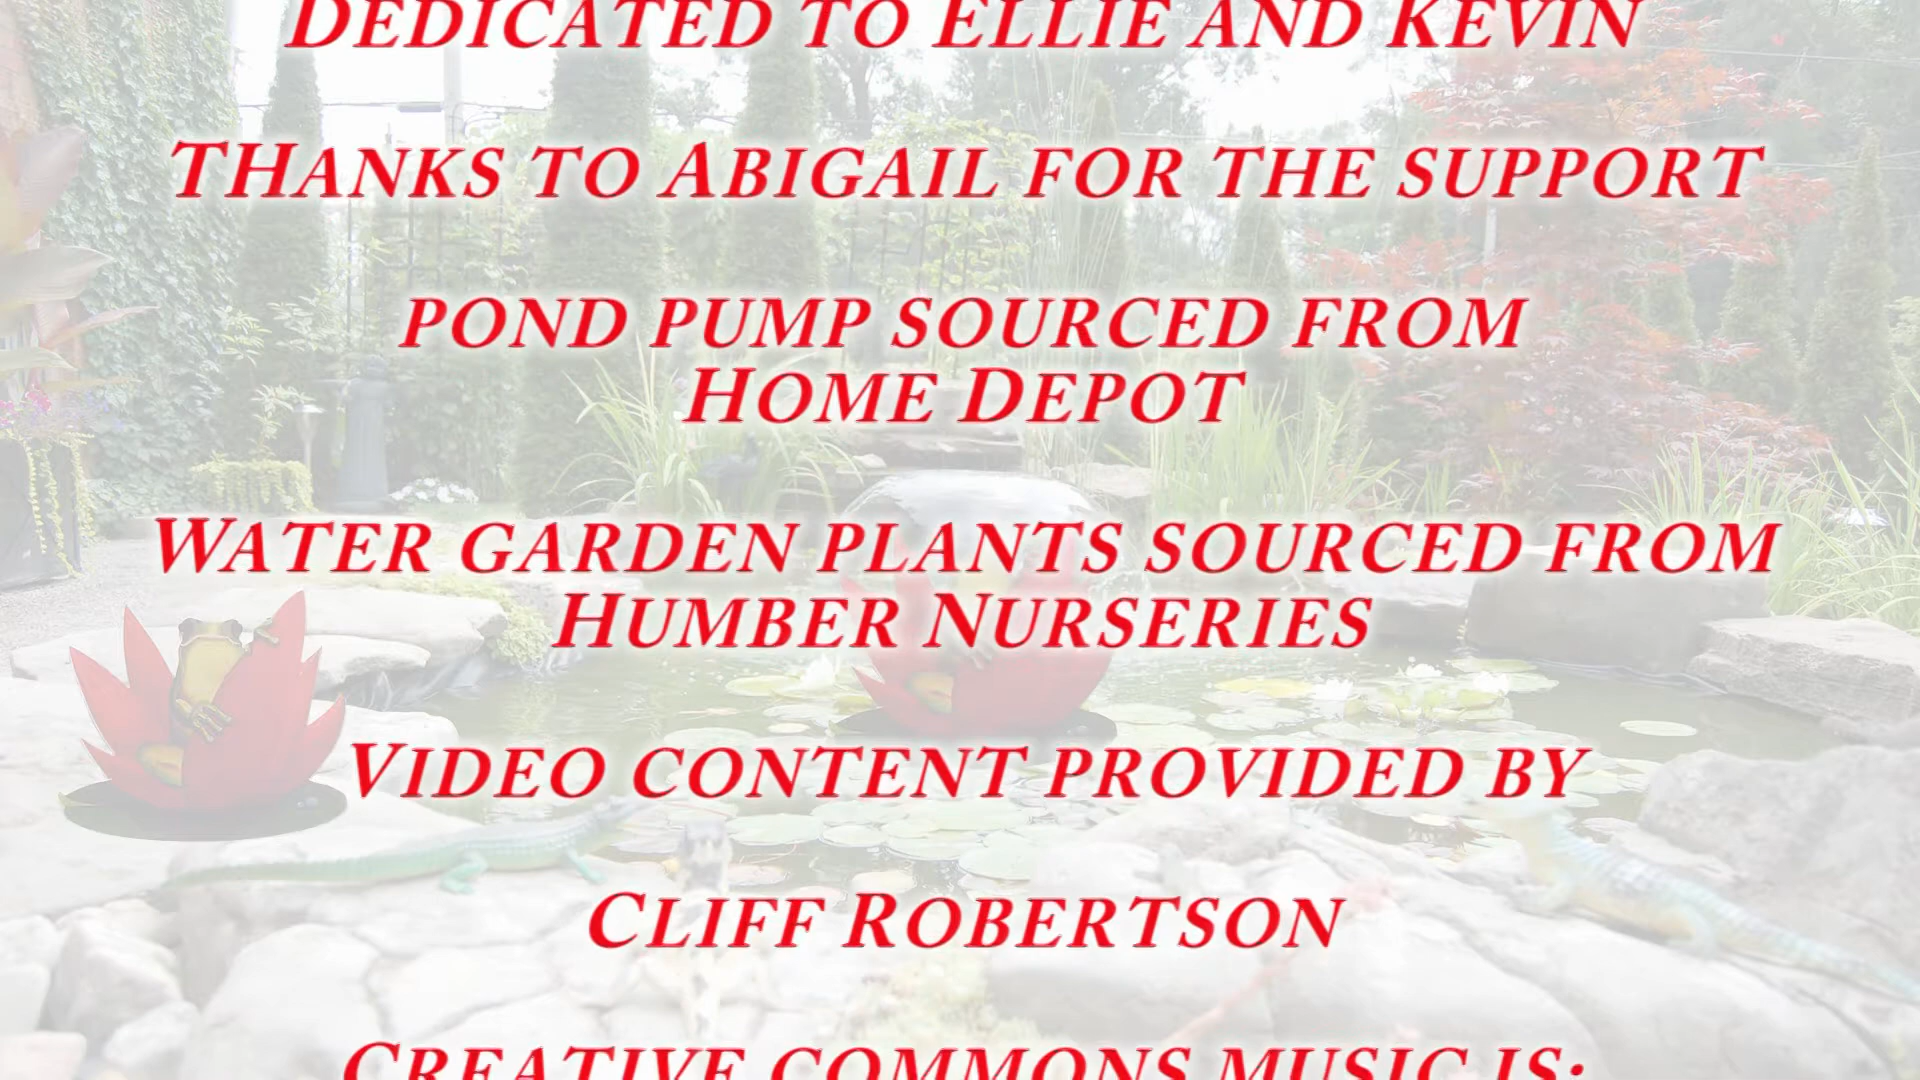 DEDICATED TO ELLIE AND KEVIN
THANKS TO ABIGAIL FOR THE SUPPORT
POND PUMP SOURCED FROM
HOME DEPOT
WATER GARDEN PLANTS SOURCED FROM
HUMBER NURSERIES
VIDEO CONTENT PROVIDED BY
CLIFF ROBERTSON
CREATIVE COMMONS MUSIC IS: